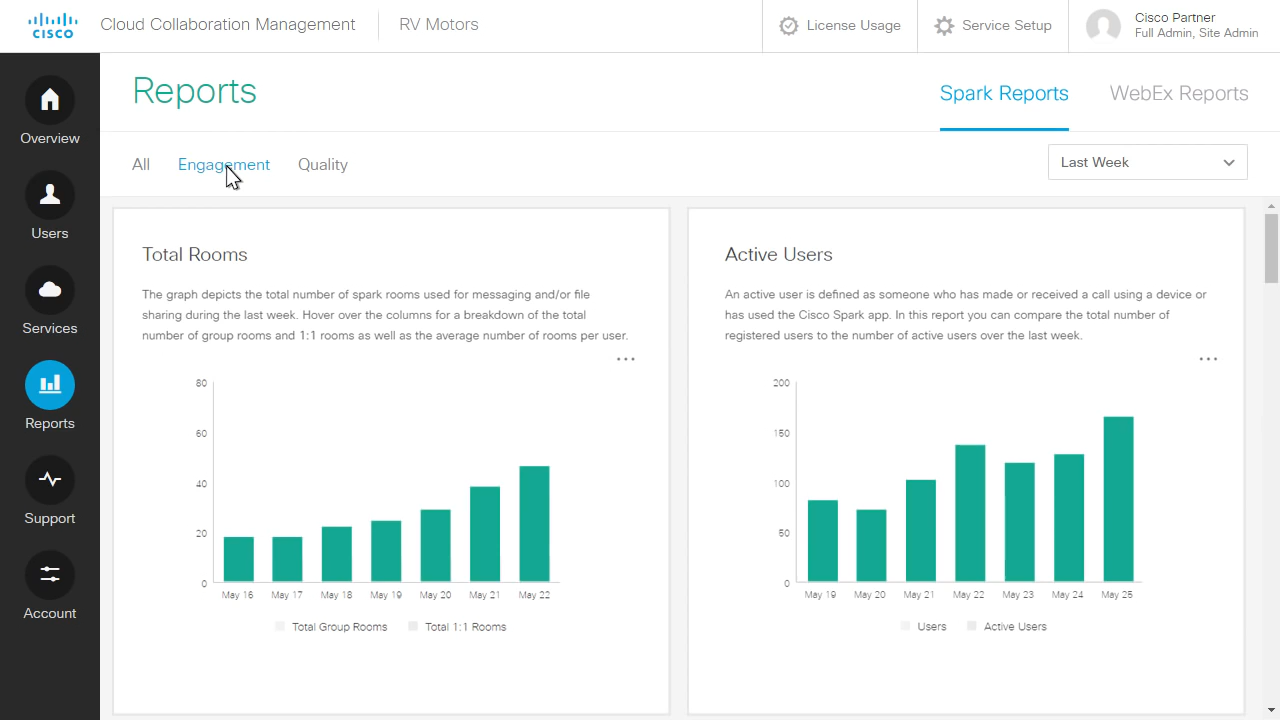 CISCO
Cloud Collaboration Management
RV Motors
License Usage
Service Setup
Cisco Partner
Full Admin, Site Admin
Overview
Users
Services
Reports
Support
Account
Reports
Spark Reports
WebEx Reports
All
Engagement
Quality
Last Week
Total Rooms
The graph depicts the total number of spark rooms used for messaging and/or file
sharing during the last week. Hover over the columns for a breakdown of the total
number of group rooms and 1:1 rooms as well as the average number of rooms per user.
80
60
40
20
0
May 16 May 17 May 18 May 19 May 20 May 21 May 22
Total Group Rooms Total 1:1 Rooms
Active Users
An active user is defined as someone who has made or received a call using a device or
has used the Cisco Spark app. In this report you can compare the total number of
registered users to the number of active users over the last week.
200
150
100
50
0
May 19 May 20 May 21 May 22 May 23 May 24 May 25
Users Active Users